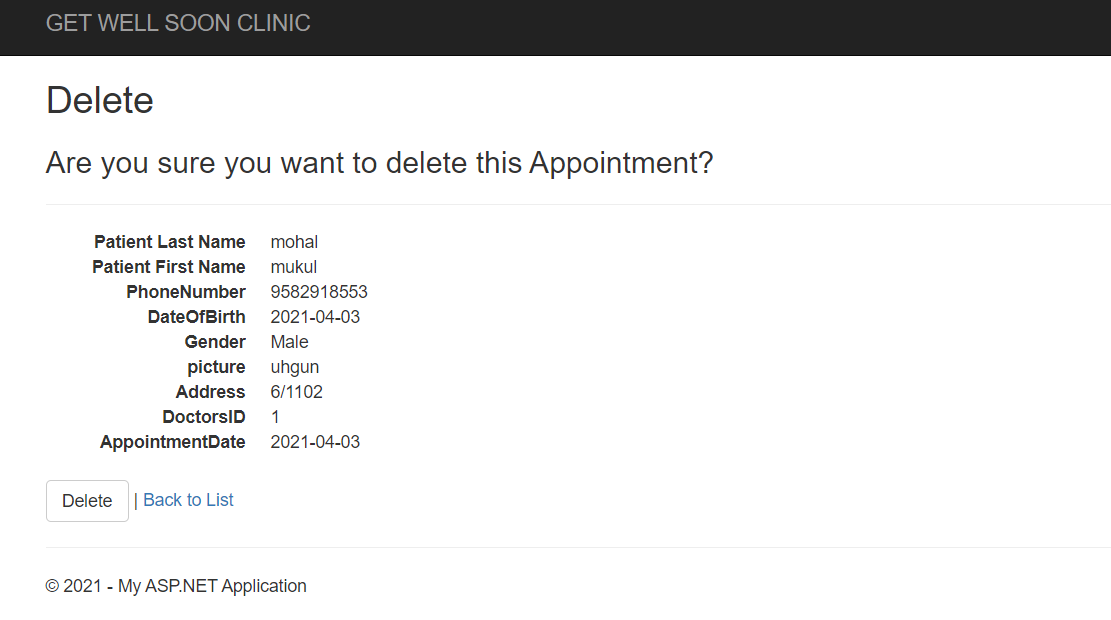 GET WELL SOON CLINIC
Delete
Are you sure you want to delete this Appointment?
Patient Last Name mohal
Patient First Name mukul
PhoneNumber 9582918553
DateOfBirth 2021-04-03
Gender Male
picture uhgun
Address 6/1102
DoctorsID 1
AppointmentDate 2021-04-03
Delete | Back to List
© 2021 - My ASP.NET Application